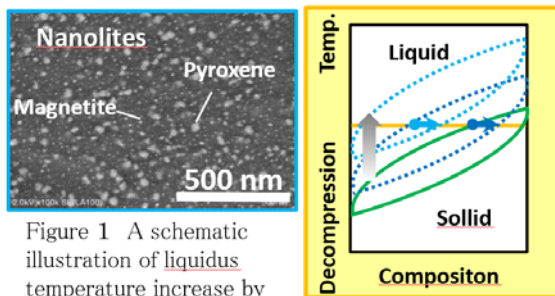 Nanolites
Pyroxene
Magnetite
500 nm
Figure 1 A schematic
illustration of liquidus
temperature increase by
Temp.
Decompression
Liquid
Sollid
Compositon